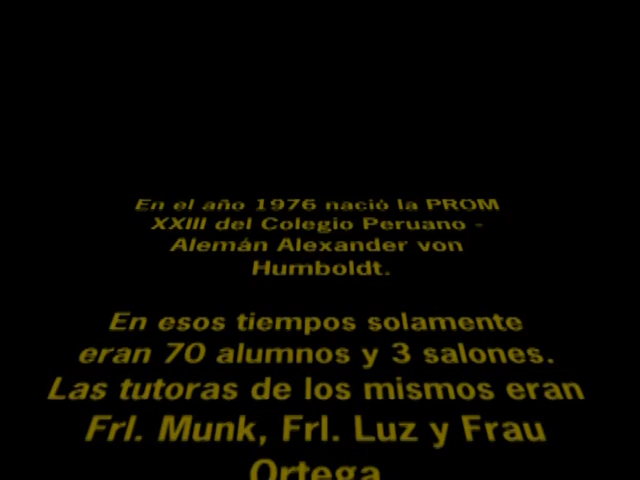 En el año 1976 nació la PROM
XXIII del Colegio Peruano -
Alemán Alexander von
Humboldt.
En esos tiempos solamente
eran 70 alumnos y 3 salones.
Las tutoras de los mismos eran
Frl. Munk, Frl. Luz y Frau
Ortega